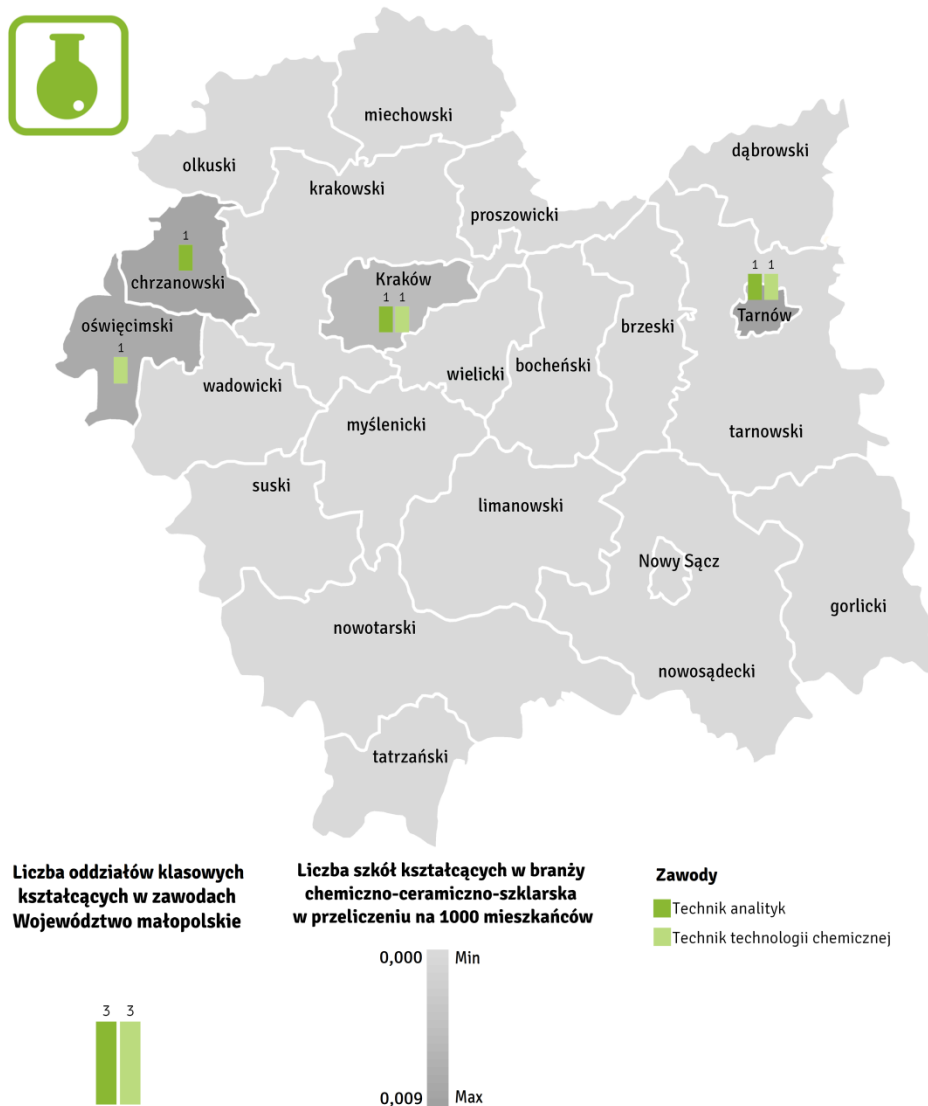 miechowski
dąbrowski
olkuski
krakowski
proszowicki
1
chrzanowski
Kraków
1 1
1 1
Tarnów
oświęcimski
1
brzeski
wielicki
bocheński
wadowicki
myślenicki
tarnowski
suski
limanowski
Nowy Sącz
gorlicki
nowotarski
nowosądecki
tatrzański
Liczba oddziałów klasowych
kształcących w zawodach
Województwo małopolskie
3 3
Liczba szkół kształcących w branży
chemiczno-ceramiczno-szklarska
w przeliczeniu na 1000 mieszkańców
0,000 Min
0,009 Max
Zawody
Technik analityk
Technik technologii chemicznej